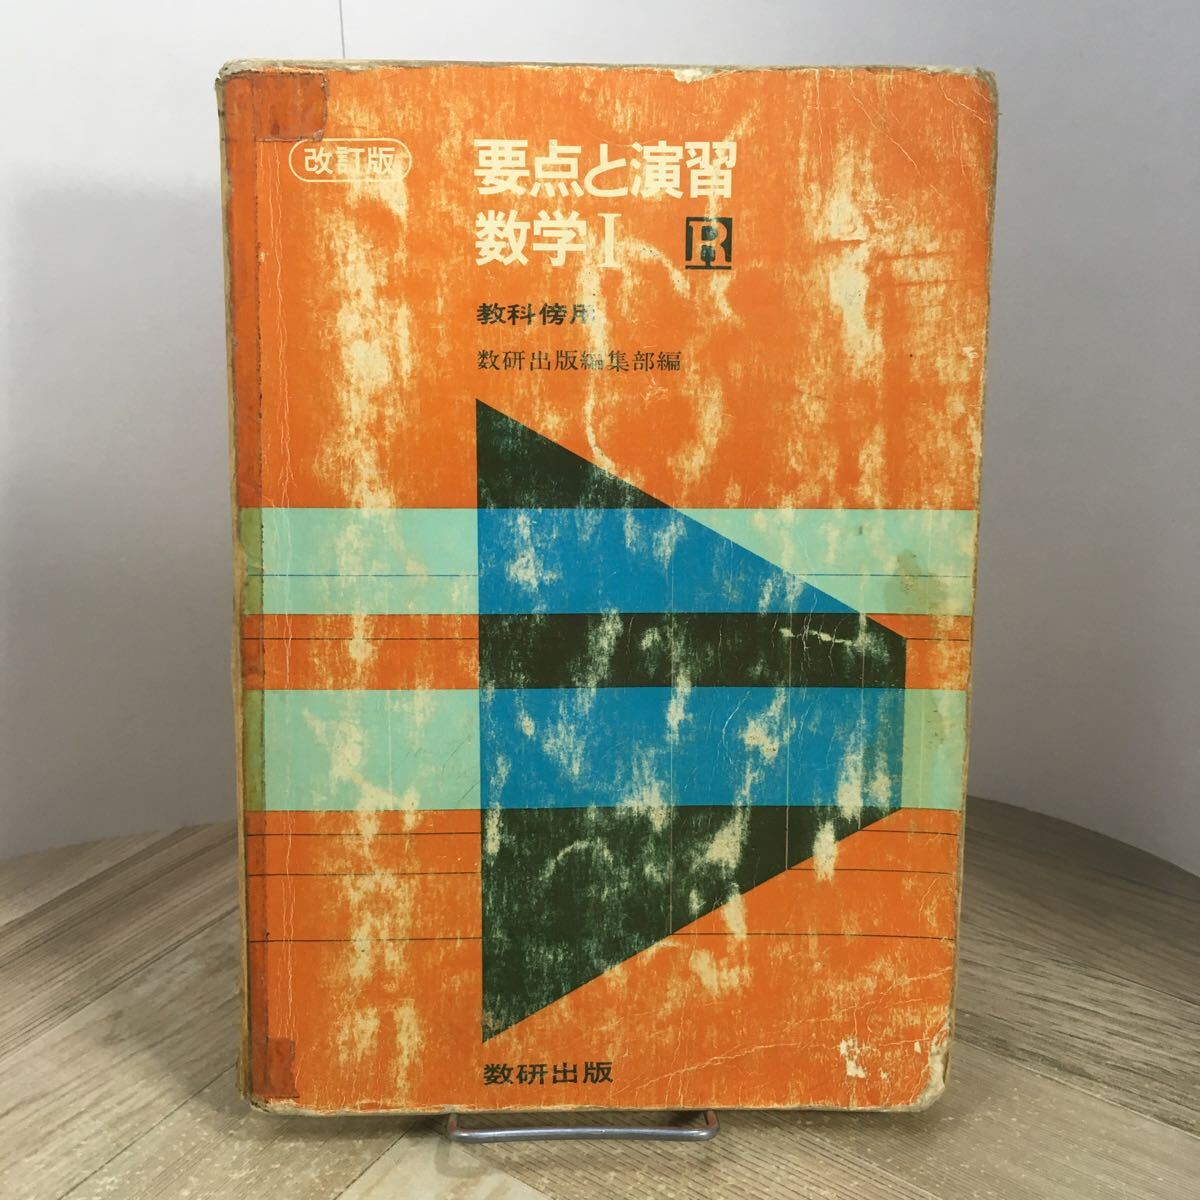 改訂版
要点と演習
数学I
R
教科傍用
数研出版編集部編
数研出版